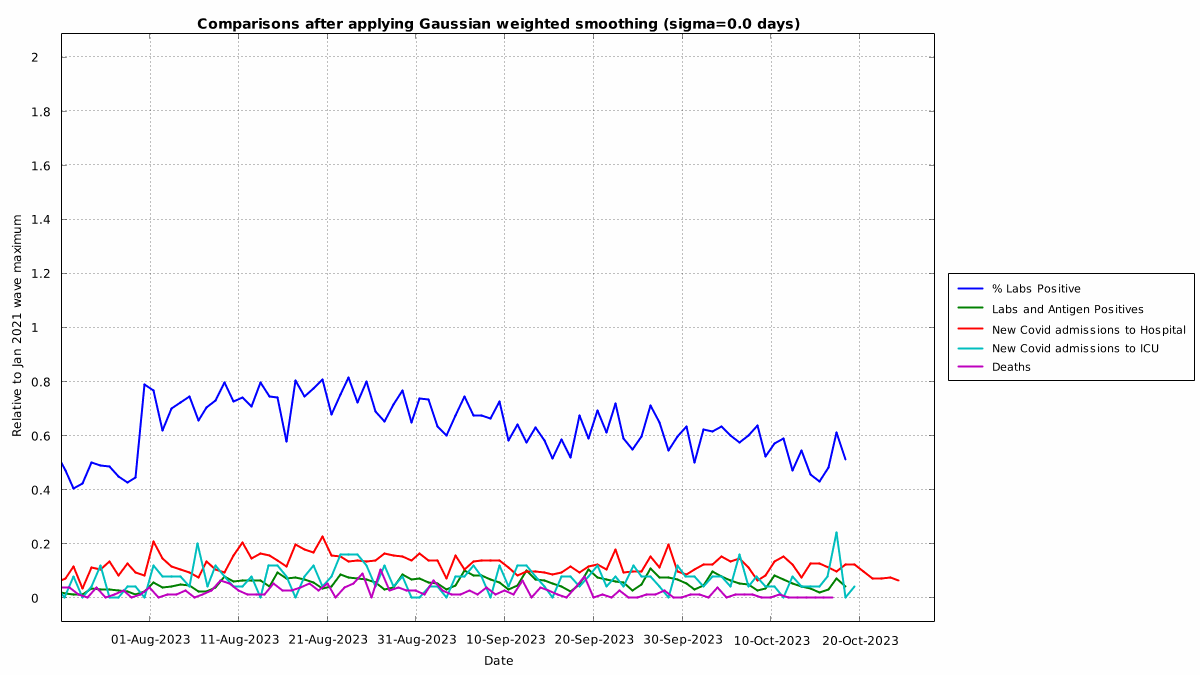 Comparisons after applying Gaussian weighted smoothing (sigma=0.0 days)
Relative to Jan 2021 wave maximum
2
1.8
1.6
1.4
1.2
1
0.8
0.6
0.4
0.2
0
01-Aug-2023 11-Aug-2023 21-Aug-2023 31-Aug-2023 10-Sep-2023 20-Sep-2023 30-Sep-2023 10-Oct-2023 20-Oct-2023
Date
% Labs Positive
Labs and Antigen Positives
New Covid admissions to Hospital
New Covid admissions to ICU
Deaths